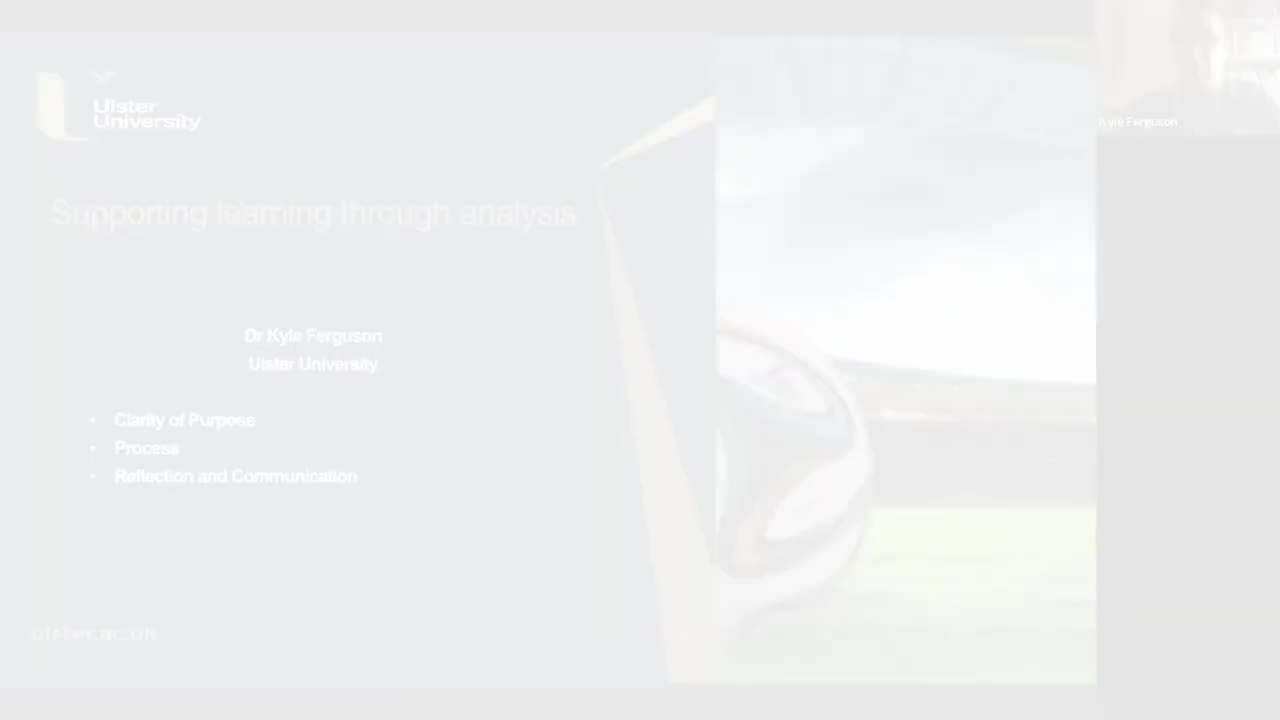 Ulster
University
Kyle Ferguson
Supporting learning through analysis
Dr Kyle Ferguson
Ulster University
• Clarity of Purpose
• Process
• Reflection and Communication
ulster.ac.uk